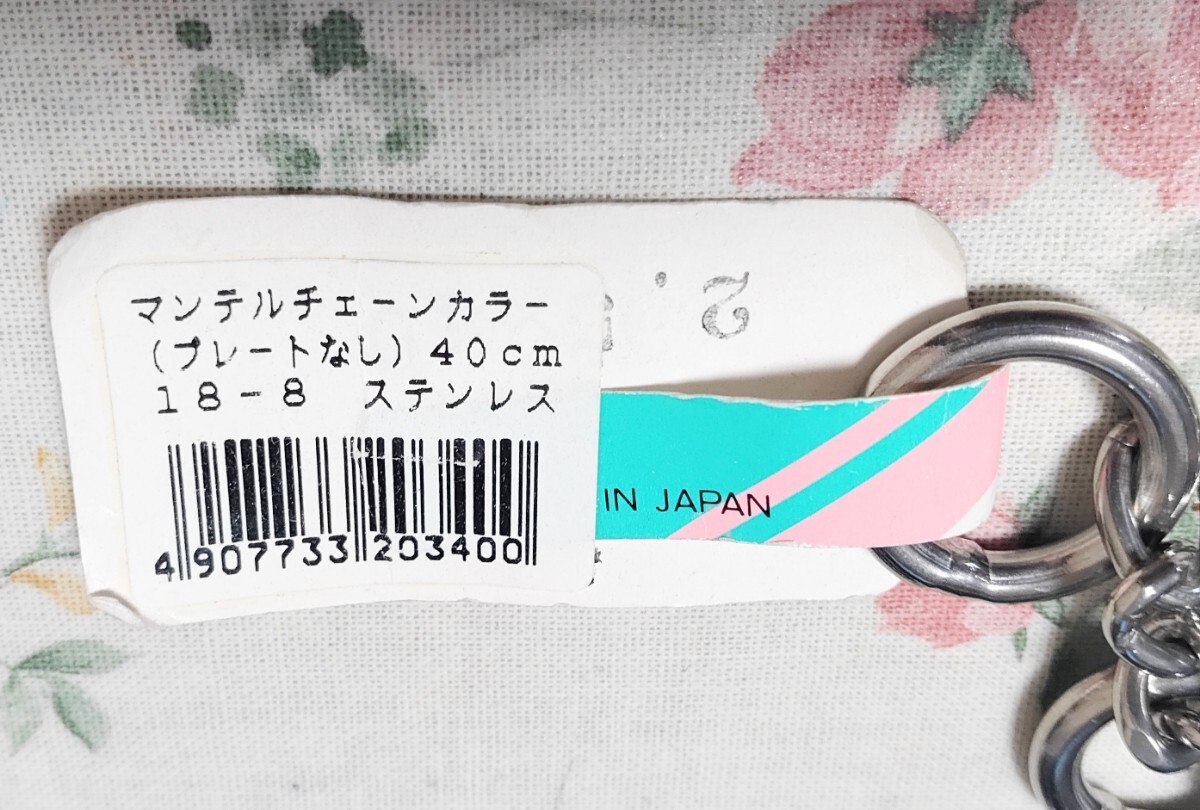 マンテルチェーンカラー
(プレートなし) 40cm
18-8 ステンレス
4 907733 203400
IN JAPAN
2.